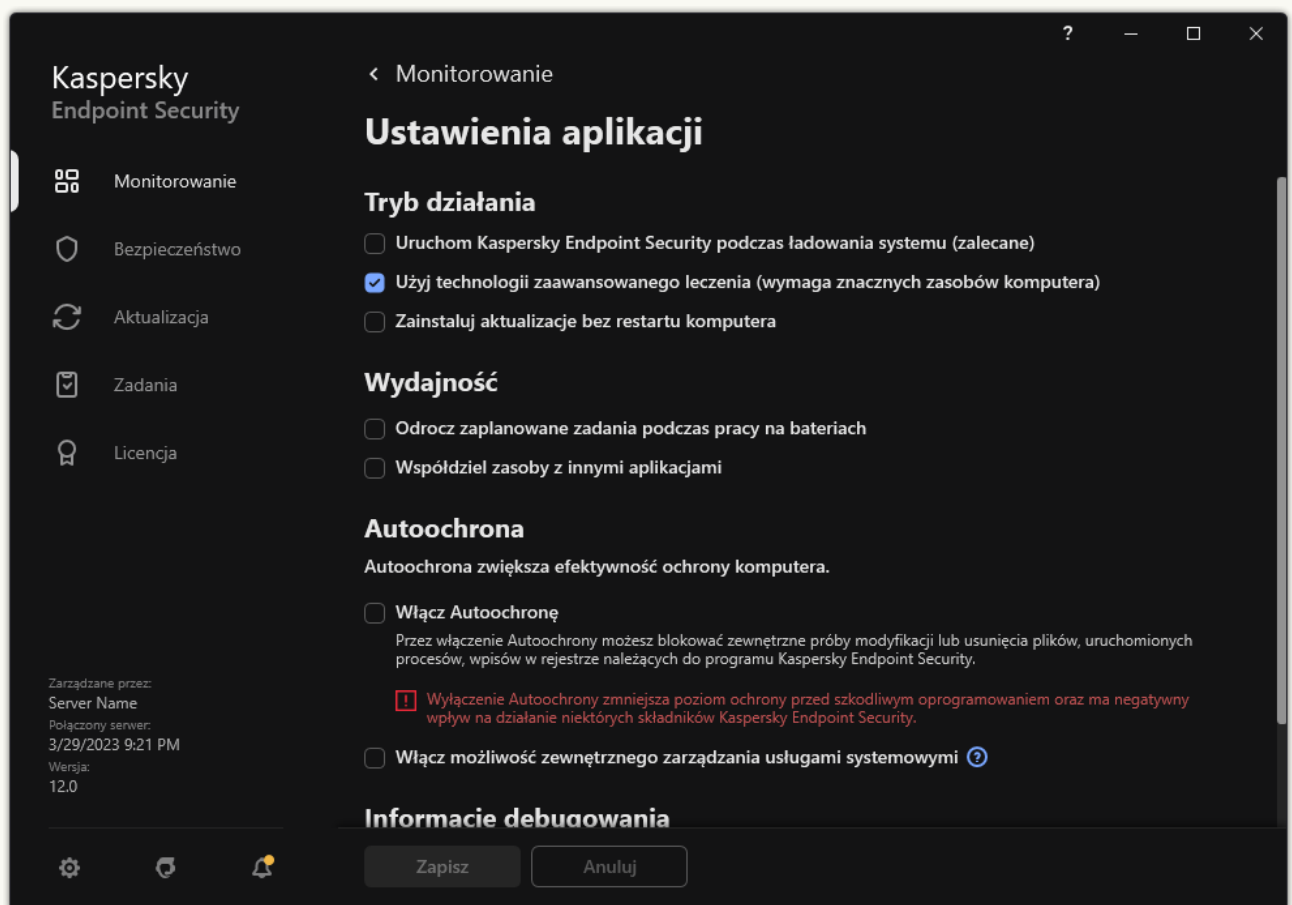 ?
Kaspersky
Endpoint Security
Monitorowanie
Bezpieczeństwo
Aktualizacja
Zadania
Licencja
Zarządzane przez:
Server Name
Połączony serwer:
3/29/2023 9:21 PM
Wersja:
12.0
Monitorowanie
Ustawienia aplikacji
Tryb działania
Uruchom Kaspersky Endpoint Security podczas ładowania systemu (zalecane)
Użyj technologii zaawansowanego leczenia (wymaga znacznych zasobów komputera)
Zainstaluj aktualizacje bez restartu komputera
Wydajność
Odrocz zaplanowane zadania podczas pracy na bateriach
Współdziel zasoby z innymi aplikacjami
Autoochrona
Autoochrona zwiększa efektywność ochrony komputera.
Włącz Autoochronę
Przez włączenie Autoochrony możesz blokować zewnętrzne próby modyfikacji lub usunięcia plików, uruchomionych
procesów, wpisów w rejestrze należących do programu Kaspersky Endpoint Security.
! Wyłączenie Autoochrony zmniejsza poziom ochrony przed szkodliwym oprogramowaniem oraz ma negatywny
wpływ na działanie niektórych składników Kaspersky Endpoint Security.
Włącz możliwość zewnętrznego zarządzania usługami systemowymi ?
Informacje debugowania
Zapisz
Anuluj